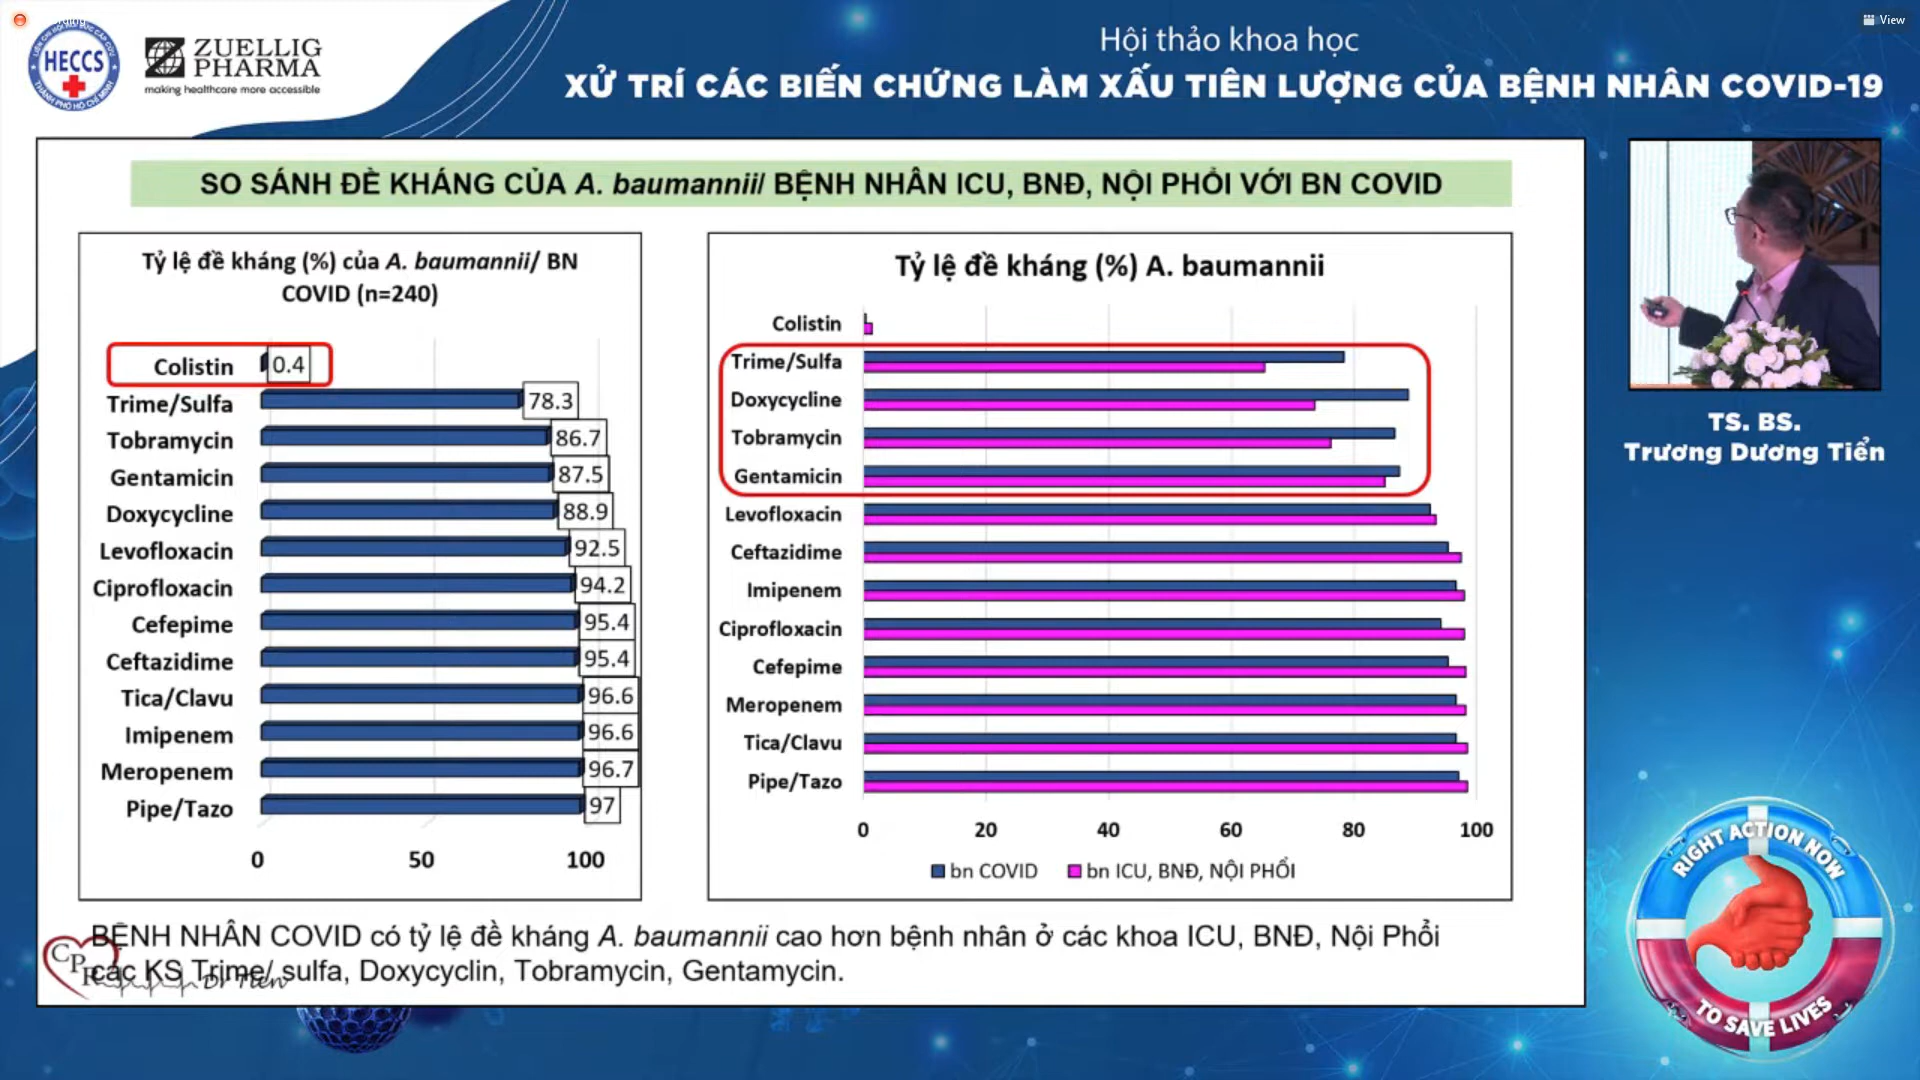 View
HECCS
THÀNH PHỐ HỒ CHÍ MINH
ZUELLIG
PHARMA
making healthcare more accessible
Hội thảo khoa học
XỬ TRÍ CÁC BIẾN CHỨNG LÀM XẤU TIÊN LƯỢNG CỦA BỆNH NHÂN COVID-19
SO SÁNH ĐỀ KHÁNG CỦA A. baumannii/ BỆNH NHÂN ICU, BNĐ, NỘI PHỔI VỚI BN COVID
Tỷ lệ đề kháng (%) của A. baumannii/ BN
COVID (n=240)
Colistin 0.4
Trime/Sulfa 78.3
Tobramycin 86.7
Gentamicin 87.5
Doxycycline 88.9
Levofloxacin 92.5
Ciprofloxacin 94.2
Cefepime 95.4
Ceftazidime 95.4
Tica/Clavu 96.6
Imipenem 96.6
Meropenem 96.7
Pipe/Tazo 97
0 50 100
Tỷ lệ đề kháng (%) A. baumannii
Colistin
Trime/Sulfa
Doxycycline
Tobramycin
Gentamicin
Levofloxacin
Ceftazidime
Imipenem
Ciprofloxacin
Cefepime
Meropenem
Tica/Clavu
Pipe/Tazo
0 20 40 60 80 100
bn COVID bn ICU, BNĐ, NỘI PHỔI
BỆNH NHÂN COVID có tỷ lệ đề kháng A. baumannii cao hơn bệnh nhân ở các khoa ICU, BNĐ, Nội Phổi
các KS Trime/ sulfa, Doxycyclin, Tobramycin, Gentamycin.
CPR
Dr Tien
TS. BS.
Trương Dương Tiển
RIGHT ACTION NOW
TO SAVE LIVES